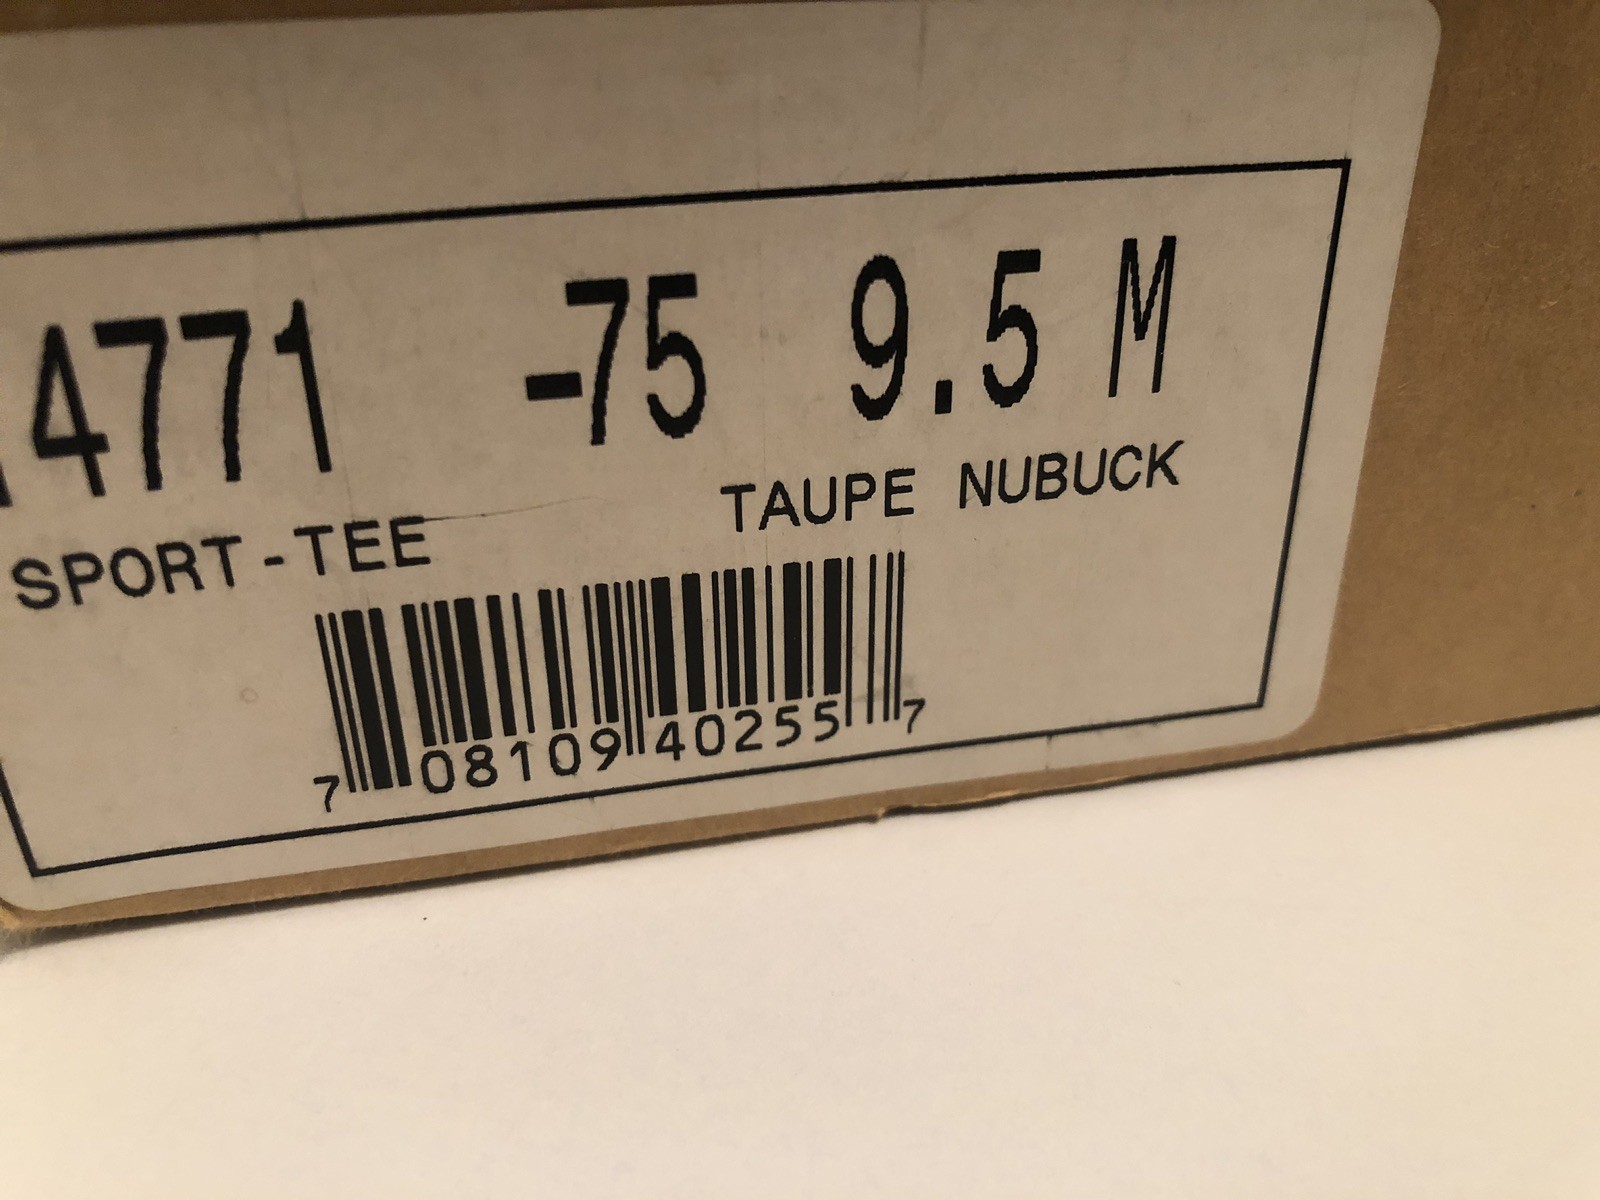 4771 -75 9.5 M
SPORT-TEE TAUPE NUBUCK
7 08109 40255 7